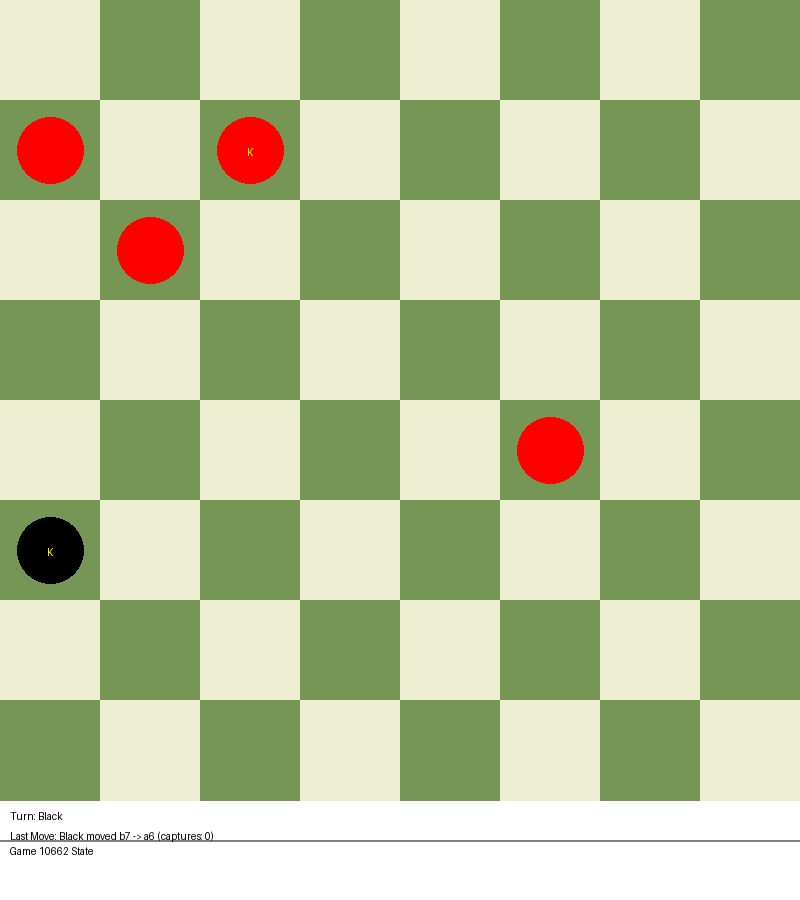 K
K
Turn: Black
Last Move: Black moved b7 -> a6 (captures: 0)
Game 10662 State